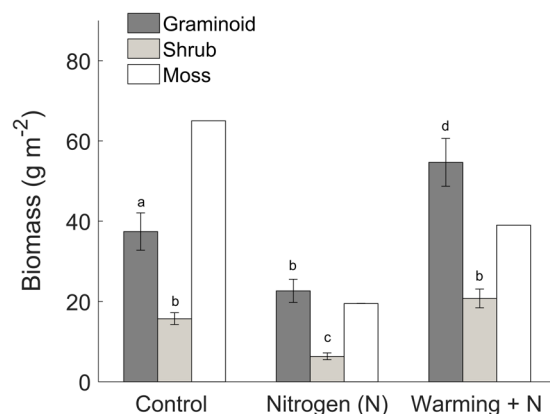 Graminoid
Shrub
Moss
Biomass (g m-2)
80
60
40
20
0
a
b
b
c
d
b
Control
Nitrogen (N)
Warming + N